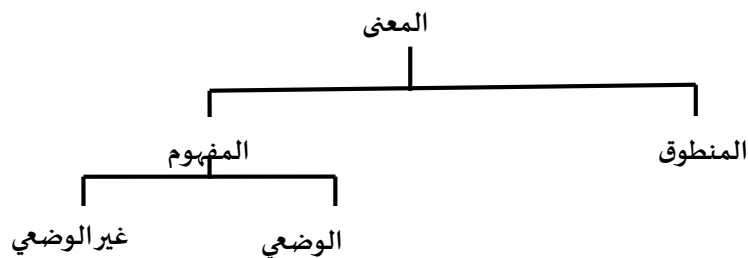 المعنى
المنطوق
المفهوم
الوضعي
غير الوضعي